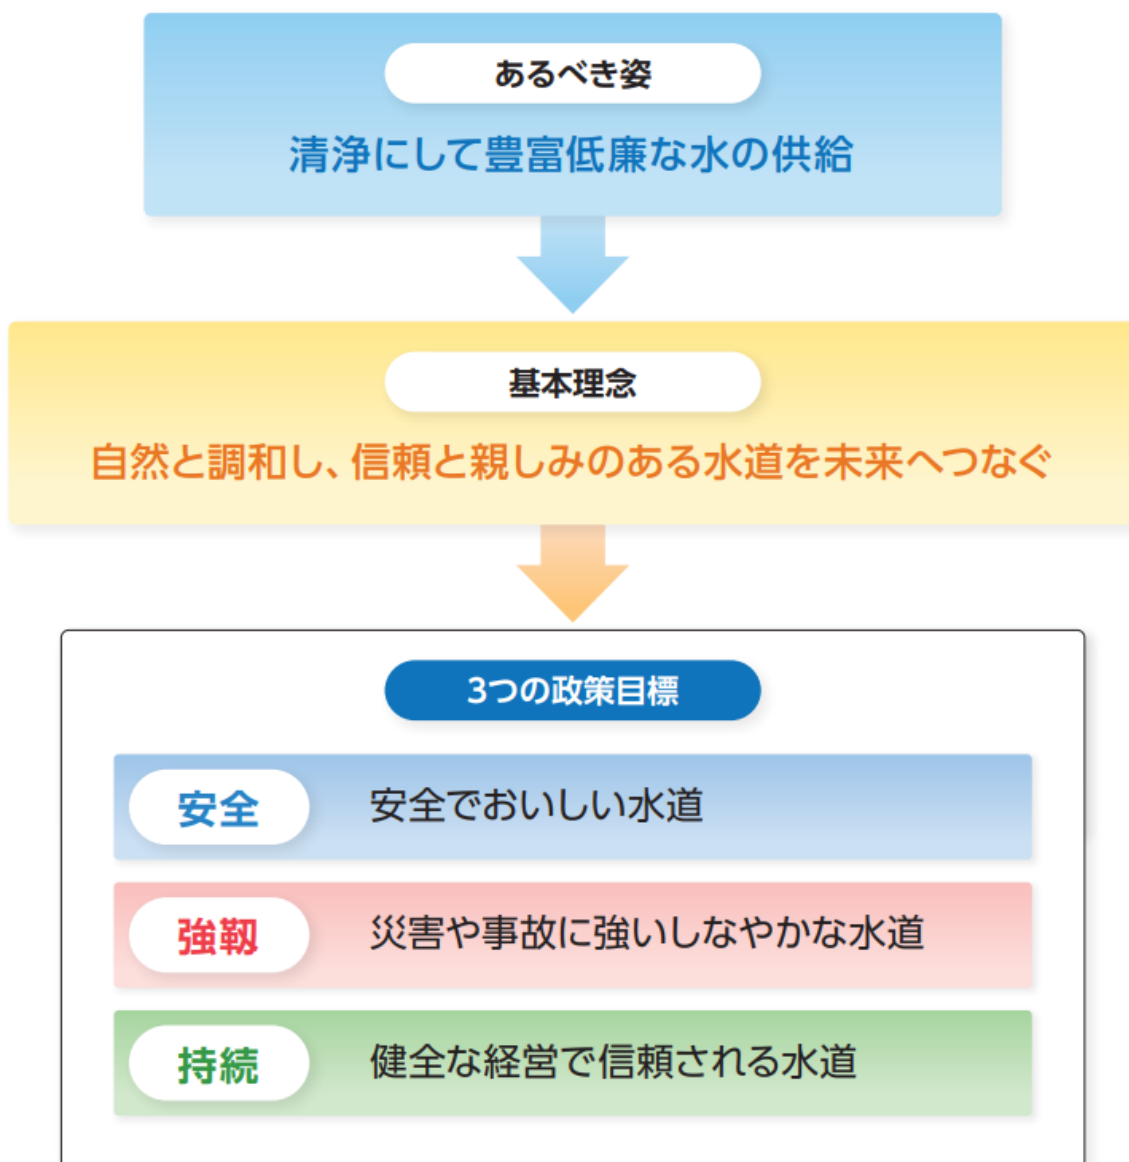 あるべき姿
清浄にして豊富低廉な水の供給
基本理念
自然と調和し、信頼と親しみのある水道を未来へつなぐ
3つの政策目標
安全 安全でおいしい水道
強靱 災害や事故に強いしなやかな水道
持続 健全な経営で信頼される水道